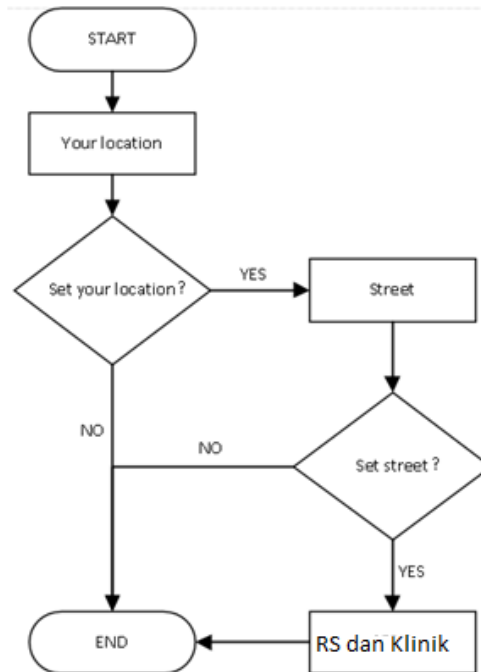 START
Your location
Set your location?
YES
Street
NO
NO
Set street?
YES
END
RS dan Klinik